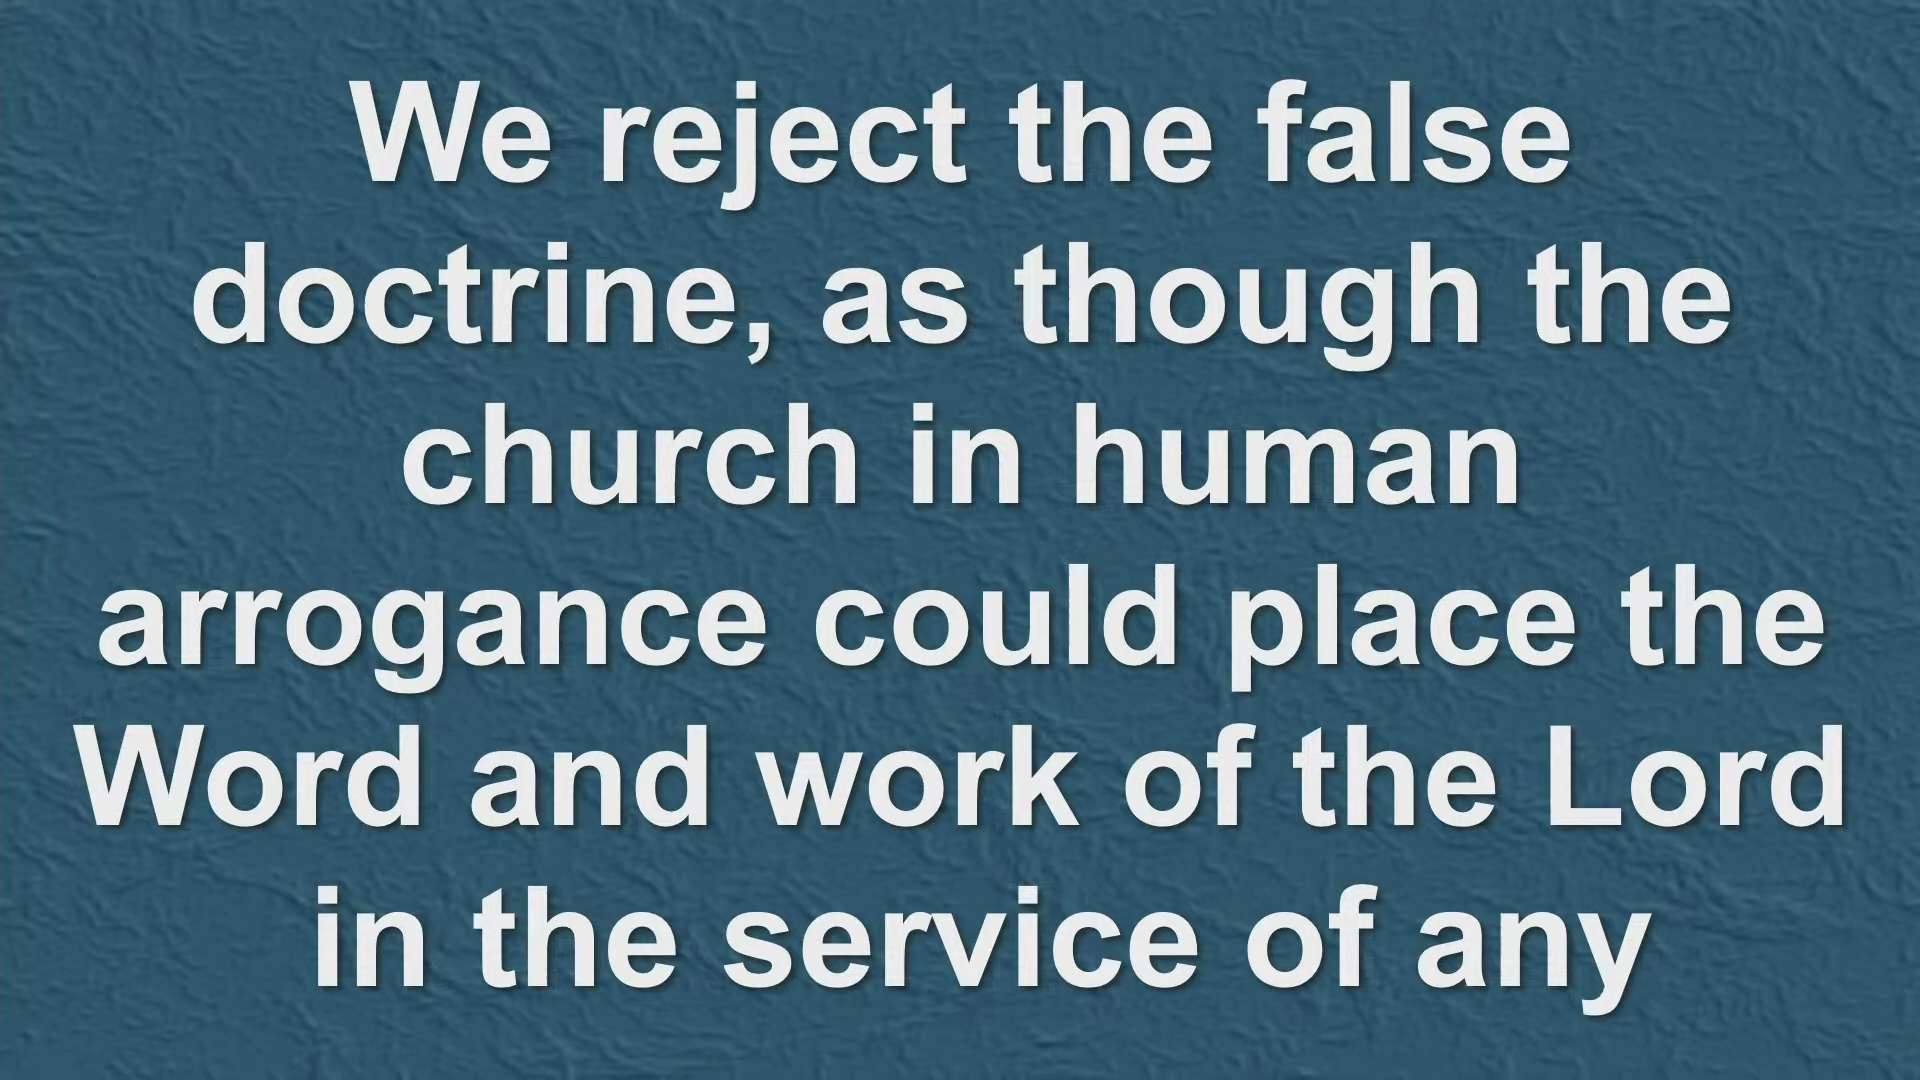 We reject the false
doctrine, as though the
church in human
arrogance could place the
Word and work of the Lord
in the service of any